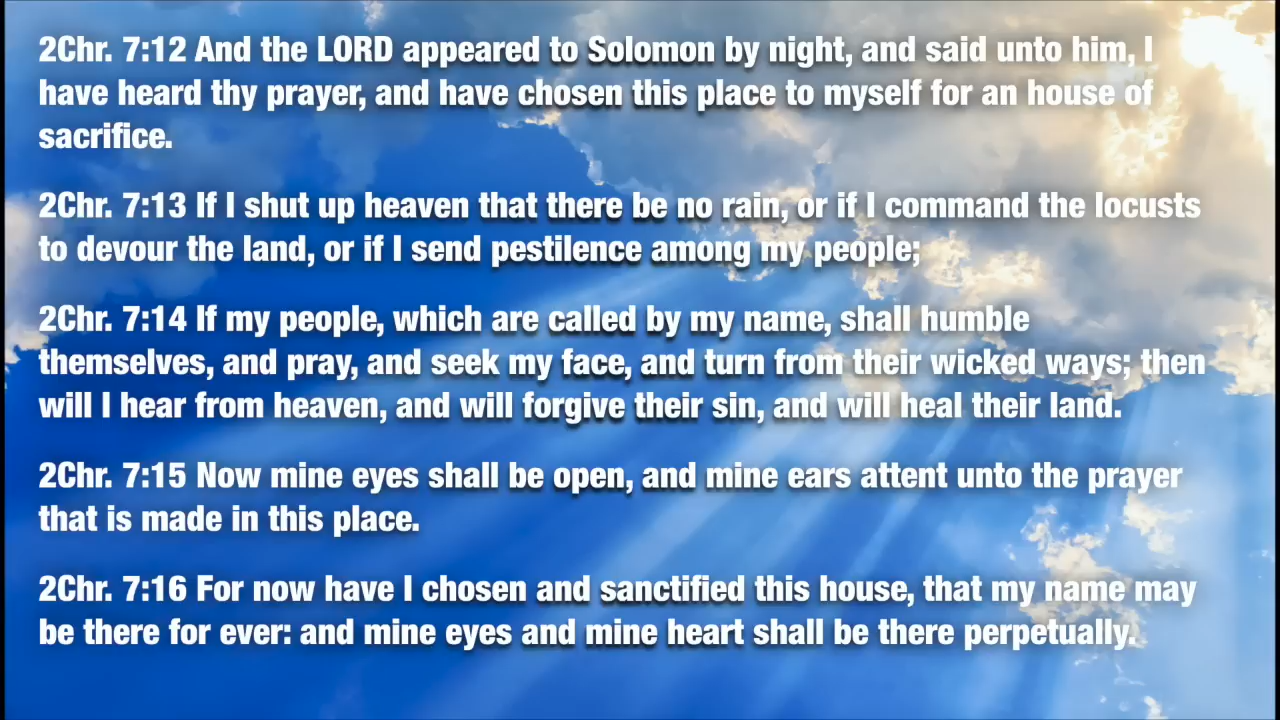 2Chr. 7:12 And the LORD appeared to Solomon by night, and said unto him, I
have heard thy prayer, and have chosen this place to myself for an house of
sacrifice.
2Chr. 7:13 If I shut up heaven that there be no rain, or if I command the locusts
to devour the land, or if I send pestilence among my people;
2Chr. 7:14 If my people, which are called by my name, shall humble
themselves, and pray, and seek my face, and turn from their wicked ways; then
will I hear from heaven, and will forgive their sin, and will heal their land.
2Chr. 7:15 Now mine eyes shall be open, and mine ears attent unto the prayer
that is made in this place.
2Chr. 7:16 For now have I chosen and sanctified this house, that my name may
be there for ever: and mine eyes and mine heart shall be there perpetually.